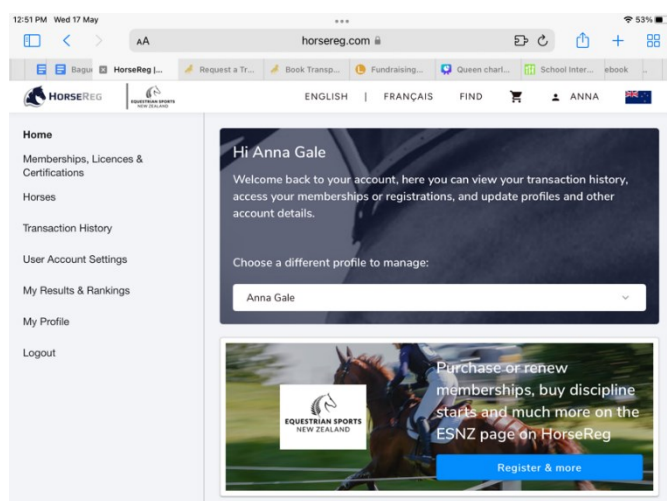 12:51 PM Wed 17 May
53%
AA
horsereg.com
Bagu
HorseReg |...
Request a Tr...
Book Transp...
Fundraising...
Queen charl...
School Inter...
ebook
HORSEREG
EQUESTRIAN SPORTS
NEW ZEALAND
ENGLISH | FRANÇAIS FIND
ANNA
Home
Memberships, Licences &
Certifications
Horses
Transaction History
User Account Settings
My Results & Rankings
My Profile
Logout
Hi Anna Gale
Welcome back to your account, here you can view your transaction history,
access your memberships or registrations, and update profiles and other
account details.
Choose a different profile to manage:
Anna Gale
EQUESTRIAN SPORTS
NEW ZEALAND
Purchase or renew
memberships, buy discipline
starts and much more on the
ESNZ page on HorseReg
Register & more